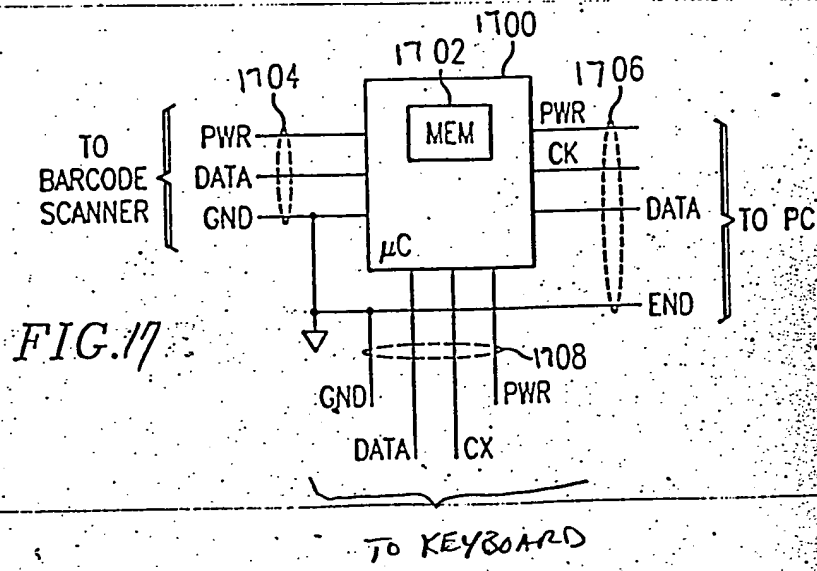 1700
1702
1704
1706
MEM
PWR
CK
DATA
END
TO PC
TO
BARCODE
SCANNER
PWR
DATA
GND
µC
FIG.17
1708
GND
PWR
DATA
CX
TO KEYBOARD